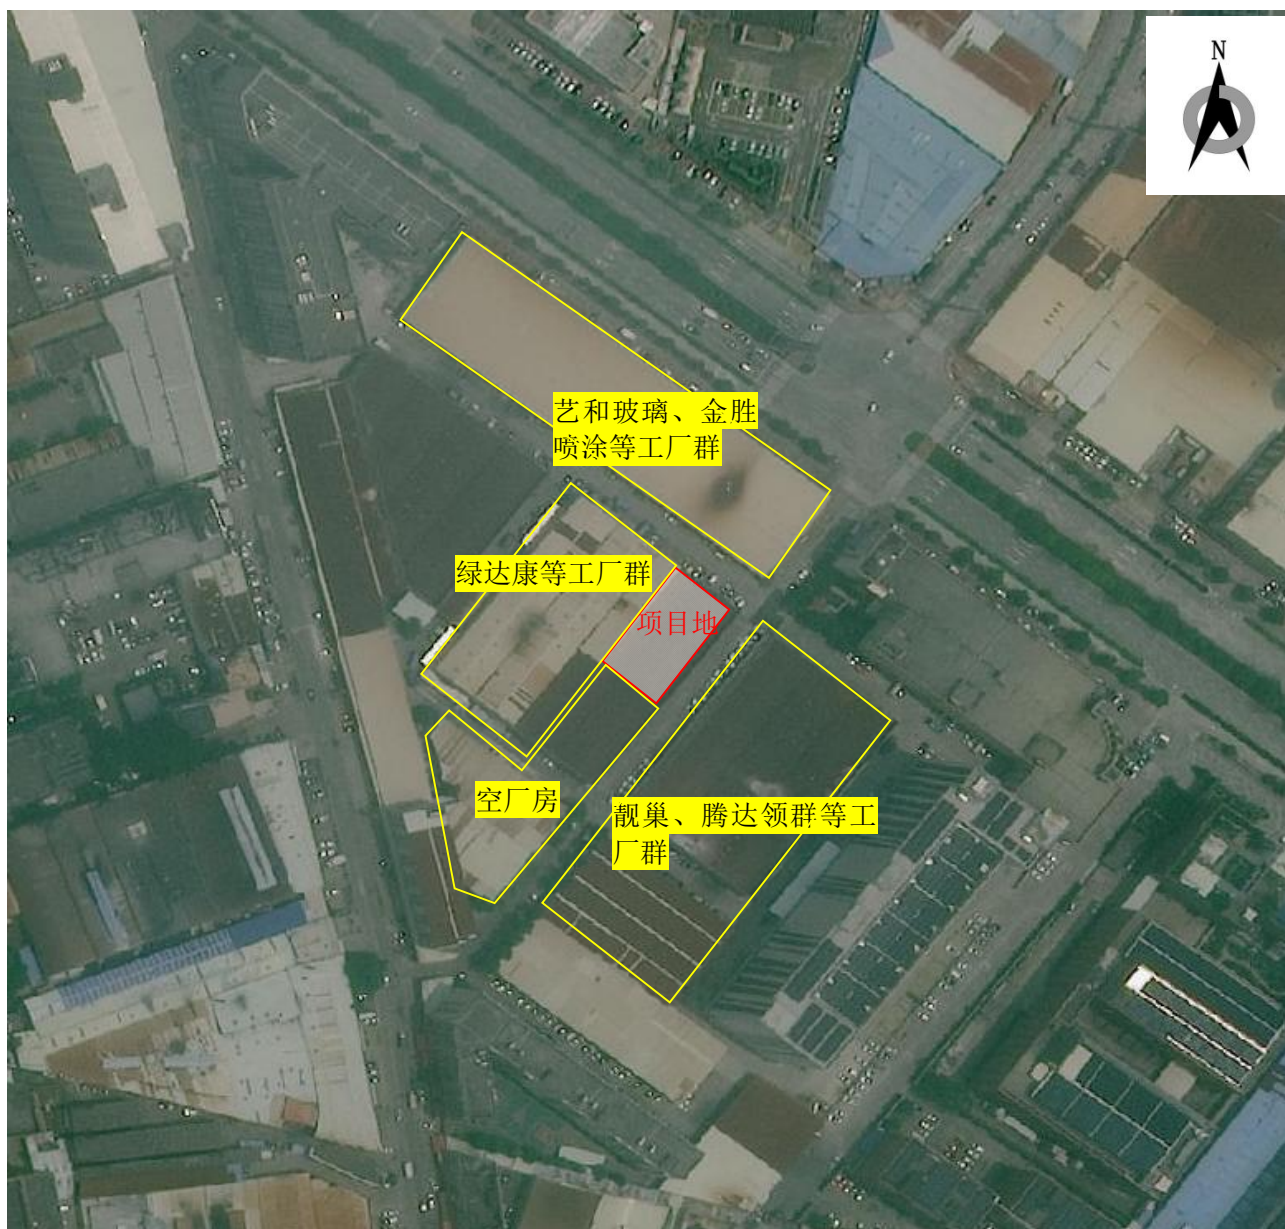 N
艺和玻璃、金胜
喷涂等工厂群
绿达康等工厂群
项目地
空厂房
靓巢、腾达领群等工
厂群